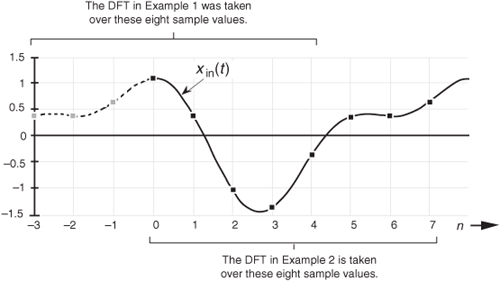 The DFT in Example 1 was taken
over these eight sample values.
1.5
1
0.5
0
−0.5
−1
−1.5
xin(t)
−3 −2 −1 0 1 2 3 4 5 6 7 n
The DFT in Example 2 is taken
over these eight sample values.